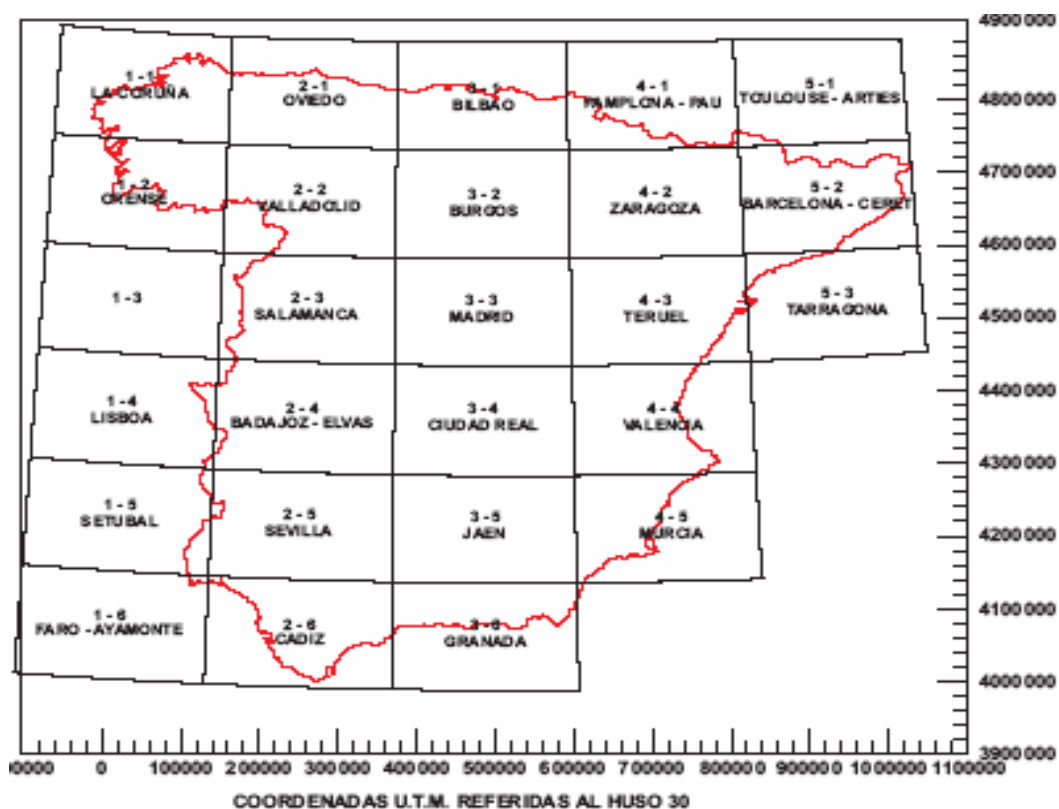 4900000
1 - 1
LA CORUÑA
2 - 1
OVIEDO
3 - 1
BILBAO
4 - 1
PAMPLONA - PAU
5 - 1
TOULOUSE - ARTIES
4800000
4700000
1 - 2
ORENSE
2 - 2
VALLADOLID
3 - 2
BURGOS
4 - 2
ZARAGOZA
5 - 2
BARCELONA - CERET
4600000
1 - 3
2 - 3
SALAMANCA
3 - 3
MADRID
4 - 3
TERUEL
5 - 3
TARRAGONA
4500000
4400000
1 - 4
LISBOA
2 - 4
BADAJOZ - ELVAS
3 - 4
CIUDAD REAL
4 - 4
VALENCIA
4300000
1 - 5
SETUBAL
2 - 5
SEVILLA
3 - 5
JAEN
4 - 5
MURCIA
4200000
4100000
1 - 6
FARO - AYAMONTE
2 - 6
CADIZ
3 - 6
GRANADA
4000000
3900000
00000 0 100000 200000 300000 400000 500000 600000 700000 800000 900000 1000000 1100000
COORDENADAS U.T.M. REFERIDAS AL HUSO 30